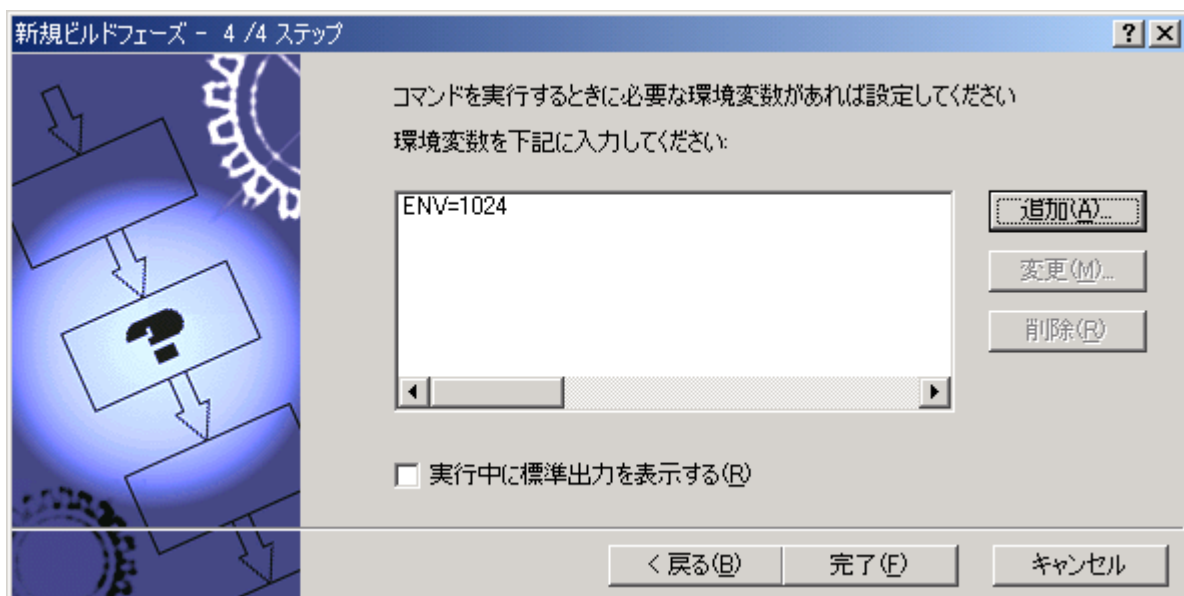 新規ビルドフェーズ - 4 /4 ステップ
コマンドを実行するときに必要な環境変数があれば設定してください
環境変数を下記に入力してください:
ENV=1024
追加(A)...
変更(M)...
削除(R)
?
実行中に標準出力を表示する(R)
< 戻る(B)
完了(F)
キャンセル